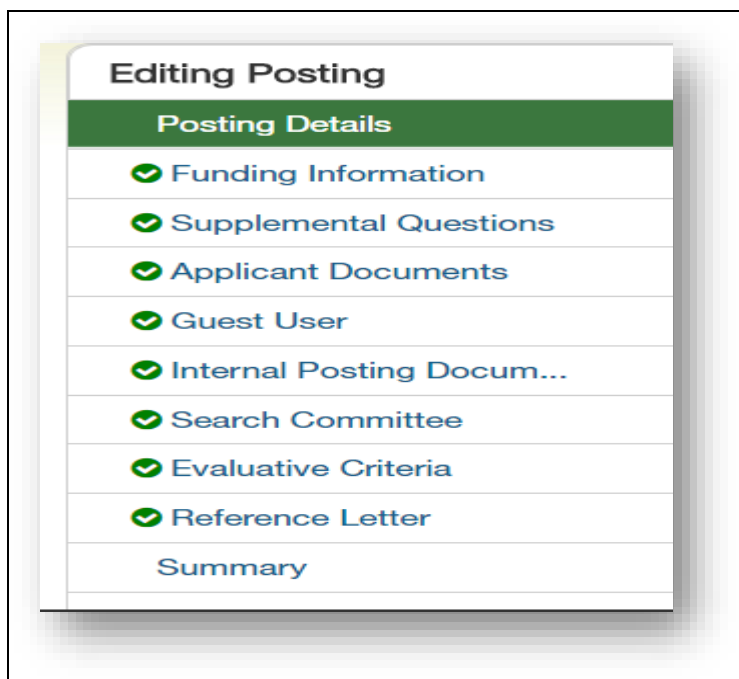 Editing Posting
Posting Details
Funding Information
Supplemental Questions
Applicant Documents
Guest User
Internal Posting Docum...
Search Committee
Evaluative Criteria
Reference Letter
Summary